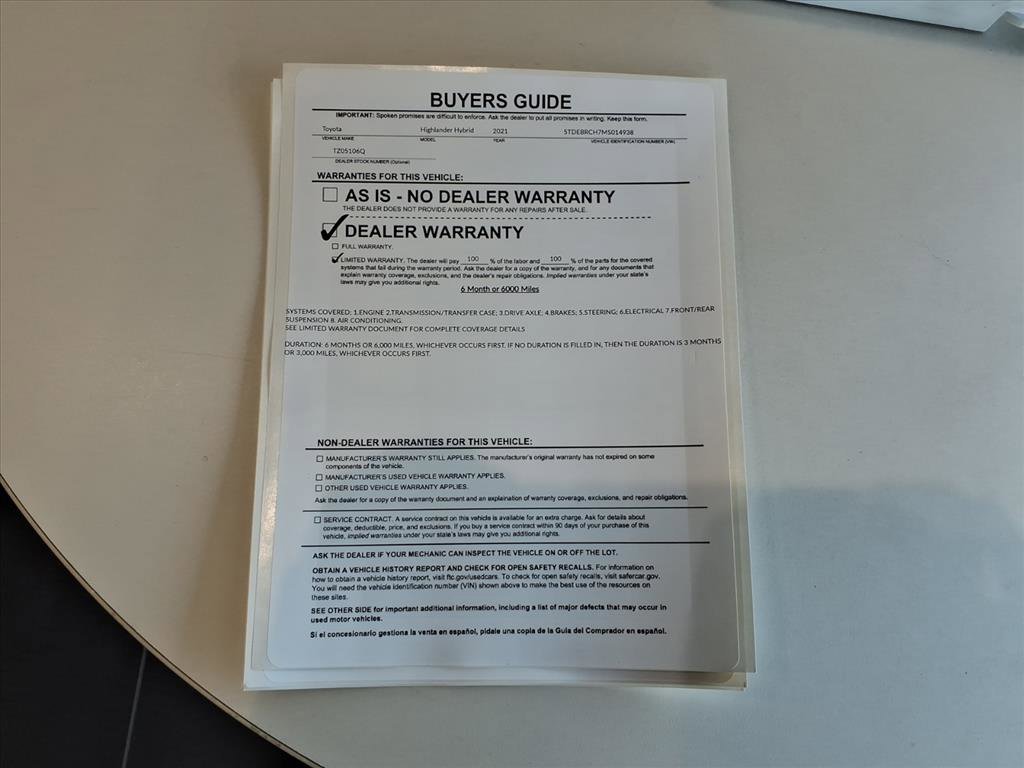 BUYERS GUIDE
IMPORTANT: Spoken promises are difficult to enforce. Ask the dealer to put all promises in writing. Keep this form.
Toyota Highlander Hybrid 2021 5TDEBRCH7MS014938
VEHICLE MAKE MODEL YEAR VEHICLE IDENTIFICATION NUMBER (VIN)
TZ05106Q
DEALER STOCK NUMBER (Optional)
WARRANTIES FOR THIS VEHICLE:
AS IS - NO DEALER WARRANTY
THE DEALER DOES NOT PROVIDE A WARRANTY FOR ANY REPAIRS AFTER SALE.
DEALER WARRANTY
FULL WARRANTY.
LIMITED WARRANTY. The dealer will pay 100 % of the labor and 100 % of the parts for the covered
systems that fail during the warranty period. Ask the dealer for a copy of the warranty, and for any documents that
explain warranty coverage, exclusions, and the dealer's repair obligations. Implied warranties under your state's
laws may give you additional rights.
6 Month or 6000 Miles
SYSTEMS COVERED; 1.ENGINE 2.TRANSMISSION/TRANSFER CASE; 3.DRIVE AXLE; 4.BRAKES; 5.STEERING; 6.ELECTRICAL 7.FRONT/REAR
SUSPENSION 8. AIR CONDITIONING.
SEE LIMITED WARRANTY DOCUMENT FOR COMPLETE COVERAGE DETAILS
DURATION: 6 MONTHS OR 6,000 MILES, WHICHEVER OCCURS FIRST. IF NO DURATION IS FILLED IN, THEN THE DURATION IS 3 MONTHS
OR 3,000 MILES, WHICHEVER OCCURS FIRST.
NON-DEALER WARRANTIES FOR THIS VEHICLE:
MANUFACTURER'S WARRANTY STILL APPLIES. The manufacturer's original warranty has not expired on some
components of the vehicle.
MANUFACTURER'S USED VEHICLE WARRANTY APPLIES.
OTHER USED VEHICLE WARRANTY APPLIES.
Ask the dealer for a copy of the warranty document and an explaination of warranty coverage, exclusions, and repair obligations.
SERVICE CONTRACT. A service contract on this vehicle is available for an extra charge. Ask for details about
coverage, deductible, price, and exclusions. If you buy a service contract within 90 days of your purchase of this
vehicle, implied warranties under your state's laws may give you additional rights.
ASK THE DEALER IF YOUR MECHANIC CAN INSPECT THE VEHICLE ON OR OFF THE LOT.
OBTAIN A VEHICLE HISTORY REPORT AND CHECK FOR OPEN SAFETY RECALLS. For information on
how to obtain a vehicle history report, visit ftc.gov/usedcars. To check for open safety recalls, visit safercar.gov.
You will need the vehicle identification number (VIN) shown above to make the best use of the resources on
these sites.
SEE OTHER SIDE for important additional information, including a list of major defects that may occur in
used motor vehicles.
Si el concesionario gestiona la venta en español, pídale una copia de la Guía del Comprador en español.